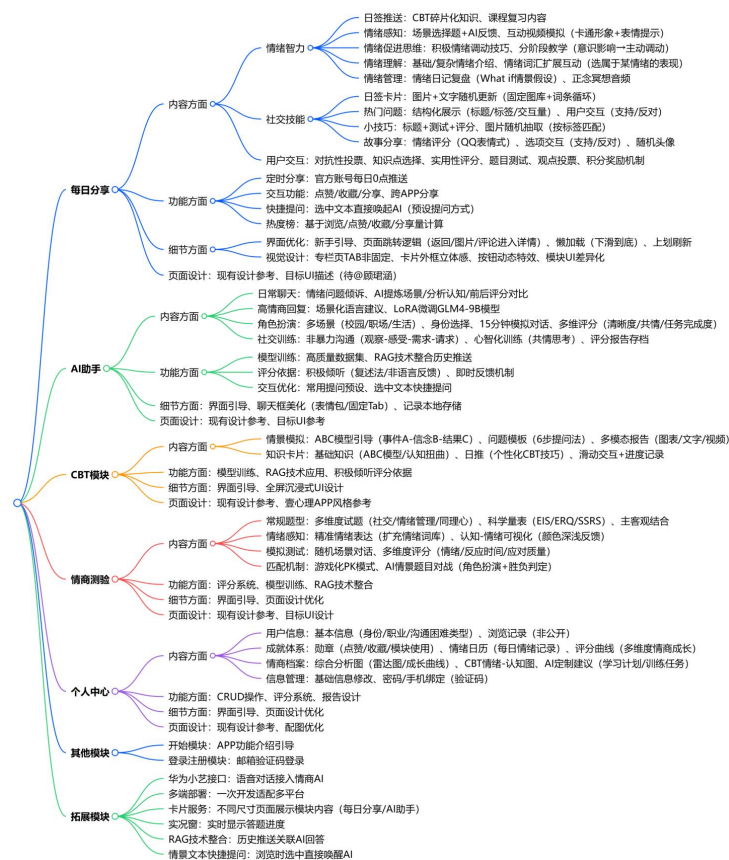 日签推送：CBT碎片化知识、课程复习内容
情绪感知：场景选择题+AI反馈、互动视频模拟（卡通形象+表情提示）
情绪智力
情绪促进思维：积极情绪调动技巧、分阶段教学（意识影响→主动调动）
情绪理解：基础/复杂情绪介绍、情绪词汇扩展互动（选属于某情绪的表现）
情绪管理：情绪日记复盘（What if情景假设）、正念冥想音频
内容方面
日签卡片：图片+文字随机更新（固定图库+词条循环）
热门问题：结构化展示（标题/标签/交互量）、用户交互（支持/反对）
社交技能
小技巧：标题+测试+评分、图片随机抽取（按标签匹配）
故事分享：情绪评分（QQ表情式）、选项交互（支持/反对）、随机头像
用户交互：对抗性投票、知识点选择、实用性评分、题目测试、观点投票、积分奖励机制
每日分享
定时分享：官方账号每日0点推送
交互功能：点赞/收藏/分享、跨APP分享
功能方面
快捷提问：选中文本直接唤起AI（预设提问方式）
热度榜：基于浏览/点赞/收藏/分享量计算
界面优化：新手引导、页面跳转逻辑（返回/图片/评论进入详情）、懒加载（下滑到底）、上划刷新
细节方面
视觉设计：专栏页TAB非固定、卡片外框立体感、按钮动态特效、模块UI差异化
页面设计：现有设计参考、目标UI描述（待@顾珺涵）
日常聊天：情绪问题倾诉、AI提炼场景/分析认知/前后评分对比
高情商回复：场景化语言建议、LoRA微调GLM4-9B模型
内容方面
角色扮演：多场景（校园/职场/生活）、身份选择、15分钟模拟对话、多维评分（清晰度/共情/任务完成度）
社交训练：非暴力沟通（观察-感受-需求-请求）、心智化训练（共情思考）、评分报告存档
AI助手
模型训练：高质量数据集、RAG技术整合历史推送
功能方面
评分依据：积极倾听（复述法/非语言反馈）、即时反馈机制
交互优化：常用提问预设、选中文本快捷提问
细节方面：界面引导、聊天框美化（表情包/固定Tab）、记录本地存储
页面设计：现有设计参考、目标UI参考
情景模拟：ABC模型引导（事件A-信念B-结果C）、问题模板（6步提问法）、多模态报告（图表/文字/视频）
内容方面
知识卡片：基础知识（ABC模型/认知扭曲）、日推（个性化CBT技巧）、滑动交互+进度记录
CBT模块
功能方面：模型训练、RAG技术应用、积极倾听评分依据
细节方面：界面引导、全屏沉浸式UI设计
页面设计：现有设计参考、壹心理APP风格参考
常规题型：多维度试题（社交/情绪管理/同理心）、科学量表（EIS/ERQ/SSRS）、主客观结合
情绪感知：精准情绪表达（扩充情绪词库）、认知-情绪可视化（颜色深浅反馈）
内容方面
模拟测试：随机场景对话、多维度评分（情绪/反应时间/应对质量）
匹配机制：游戏化PK模式、AI情景题目对战（角色扮演+胜负判定）
情商测验
功能方面：评分系统、模型训练、RAG技术整合
细节方面：界面引导、页面设计优化
页面设计：现有设计参考、目标UI设计
用户信息：基本信息（身份/职业/沟通困难类型）、浏览记录（非公开）
成就体系：勋章（点赞/收藏/模块使用）、情绪日历（每日情绪记录）、评分曲线（多维度情商成长）
内容方面
情商档案：综合分析图（雷达图/成长曲线）、CBT情绪-认知图、AI定制建议（学习计划/训练任务）
信息管理：基础信息修改、密码/手机绑定（验证码）
个人中心
功能方面：CRUD操作、评分系统、报告设计
细节方面：界面引导、页面设计优化
页面设计：现有设计参考、配图优化
其他模块
开始模块：APP功能介绍引导
登录注册模块：邮箱验证码登录
华为小艺接口：语音对话接入情商AI
多端部署：一次开发适配多平台
卡片服务：不同尺寸页面展示模块内容（每日分享/AI助手）
拓展模块
实况窗：实时显示答题进度
RAG技术整合：历史推送关联AI回答
情景文本快捷提问：浏览时选中直接唤醒AI